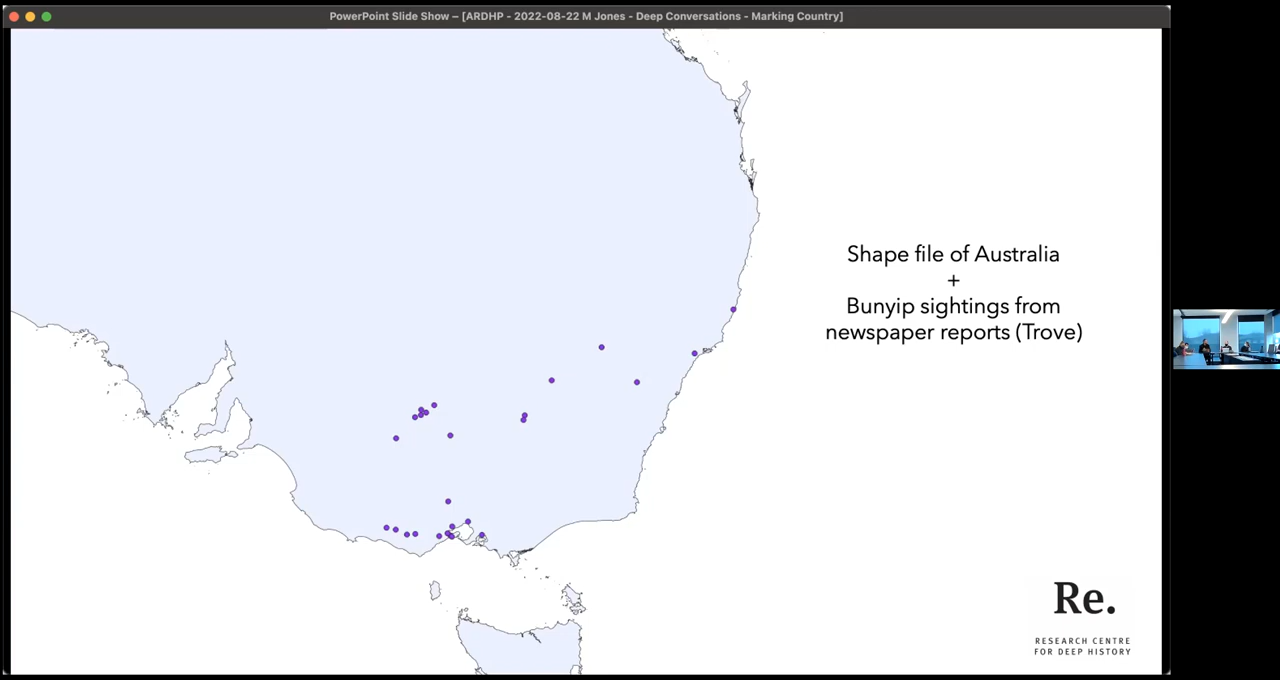 PowerPoint Slide Show – [ARDHP - 2022-08-22 M Jones - Deep Conversations - Marking Country]
Shape file of Australia
+
Bunyip sightings from
newspaper reports (Trove)
Re.
RESEARCH CENTRE
FOR DEEP HISTORY